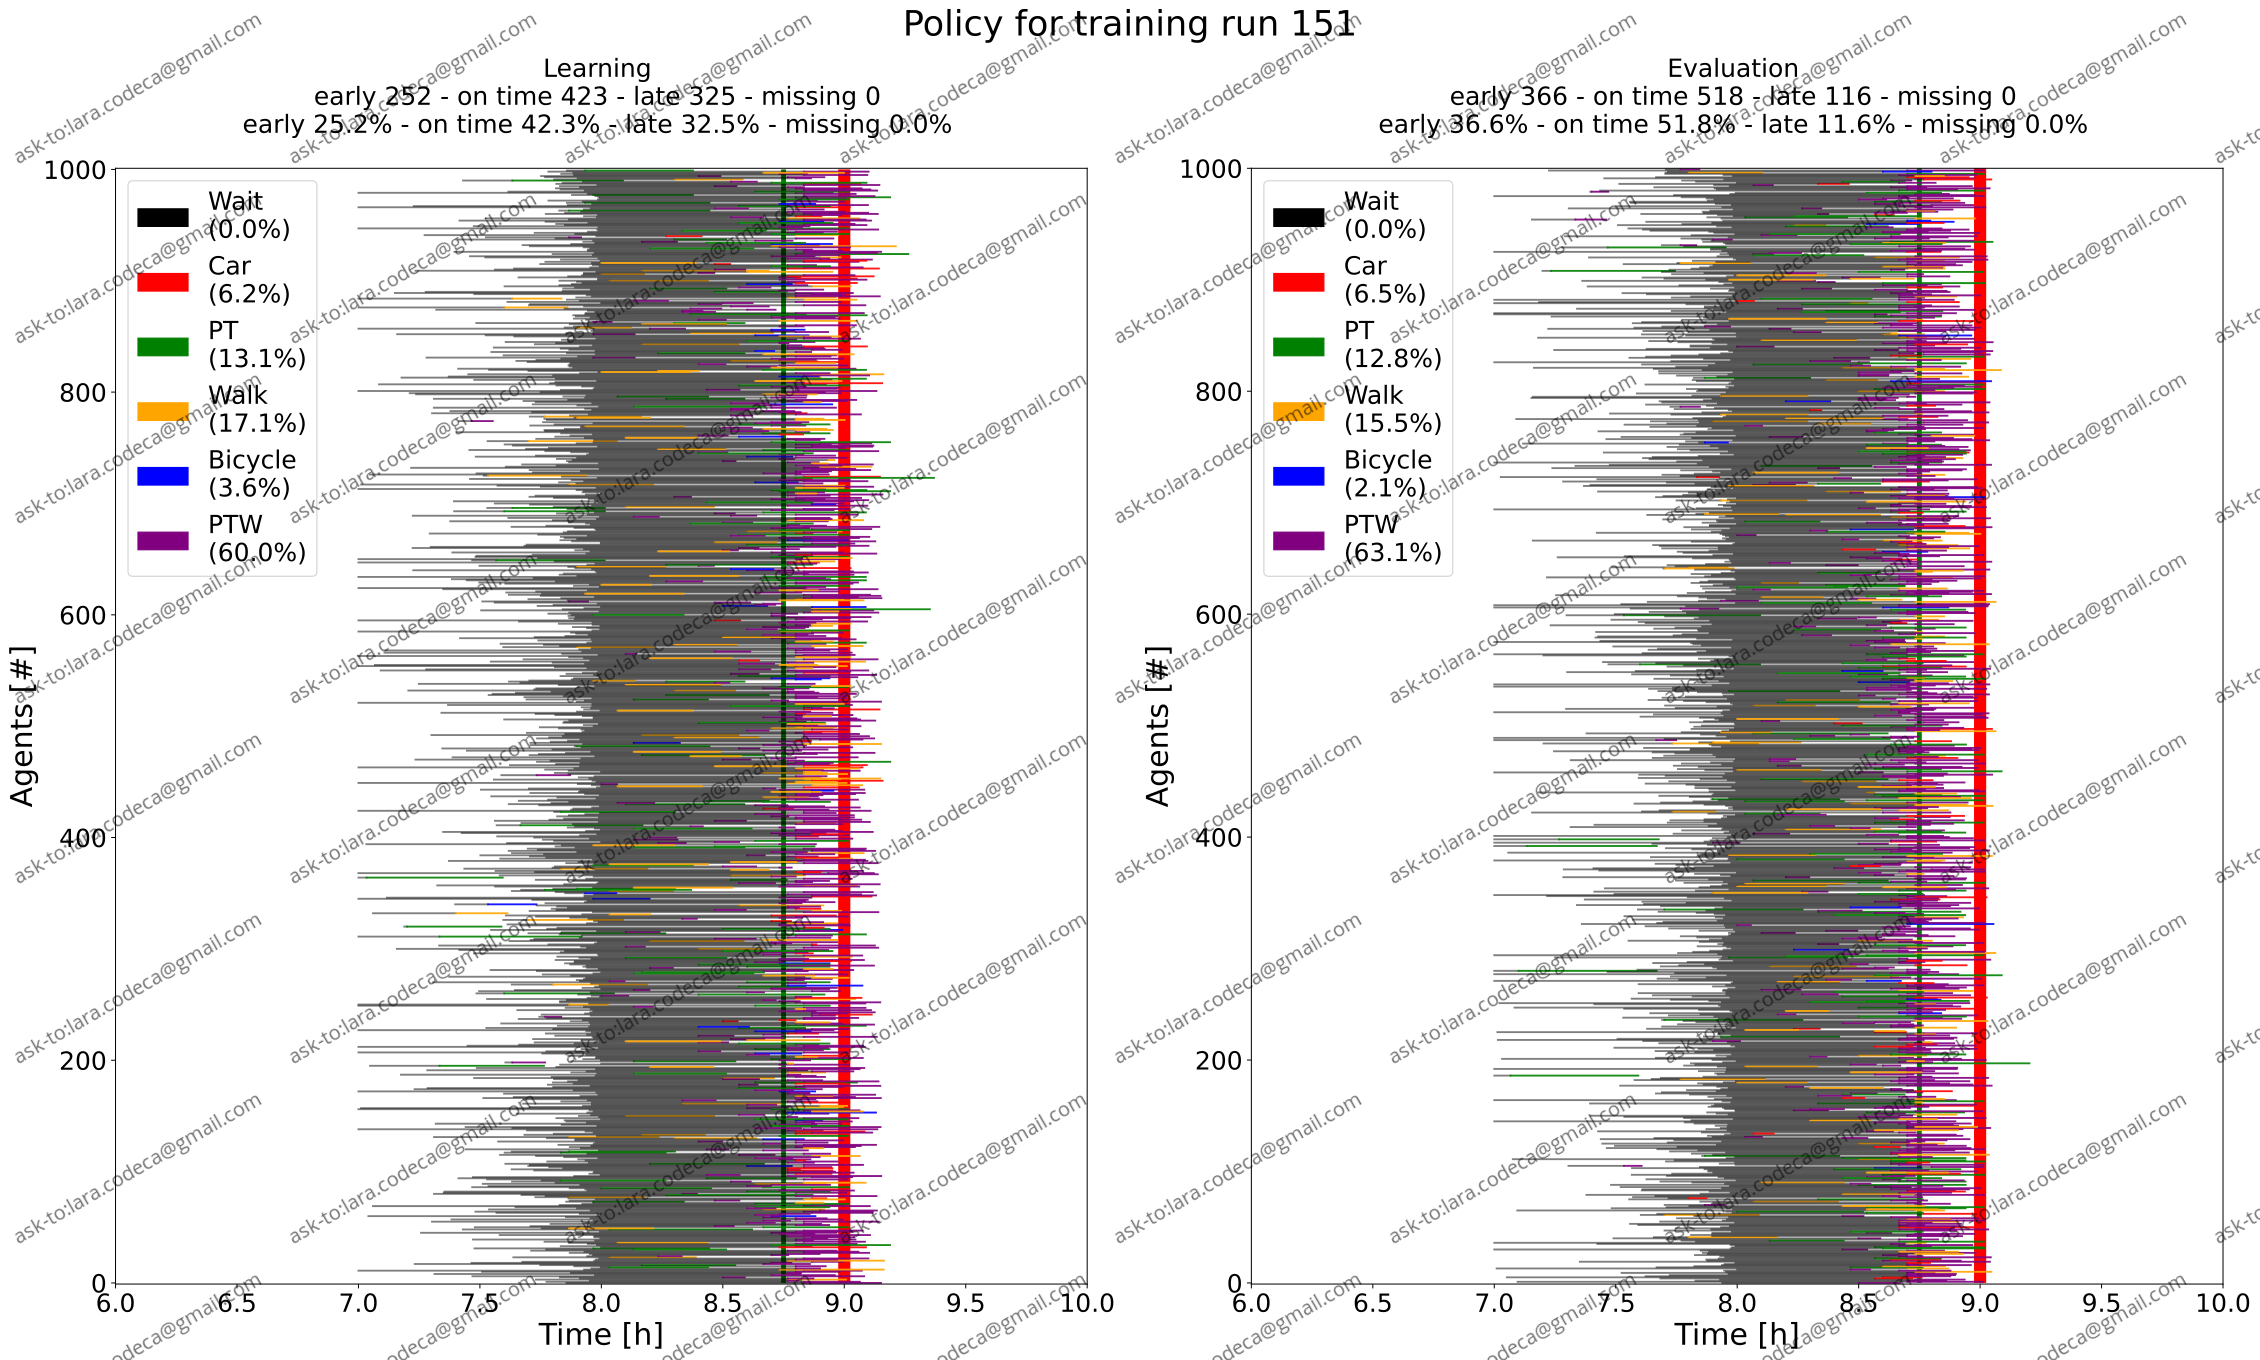 Policy for training run 151
Learning
early 252 - on time 423 - late 325 - missing 0
early 25.2% - on time 42.3% - late 32.5% - missing 0.0%
Wait
(0.0%)
Car
(6.2%)
PT
(13.1%)
Walk
(17.1%)
Bicycle
(3.6%)
PTW
(60.0%)
1000
800
600
400
200
0
Agents [#]
6.0 6.5 7.0 7.5 8.0 8.5 9.0 9.5 10.0
Time [h]
Evaluation
early 366 - on time 518 - late 116 - missing 0
early 36.6% - on time 51.8% - late 11.6% - missing 0.0%
Wait
(0.0%)
Car
(6.5%)
PT
(12.8%)
Walk
(15.5%)
Bicycle
(2.1%)
PTW
(63.1%)
1000
800
600
400
200
0
Agents [#]
6.0 6.5 7.0 7.5 8.0 8.5 9.0 9.5 10.0
Time [h]
ask-to:lara.codeca@gmail.com